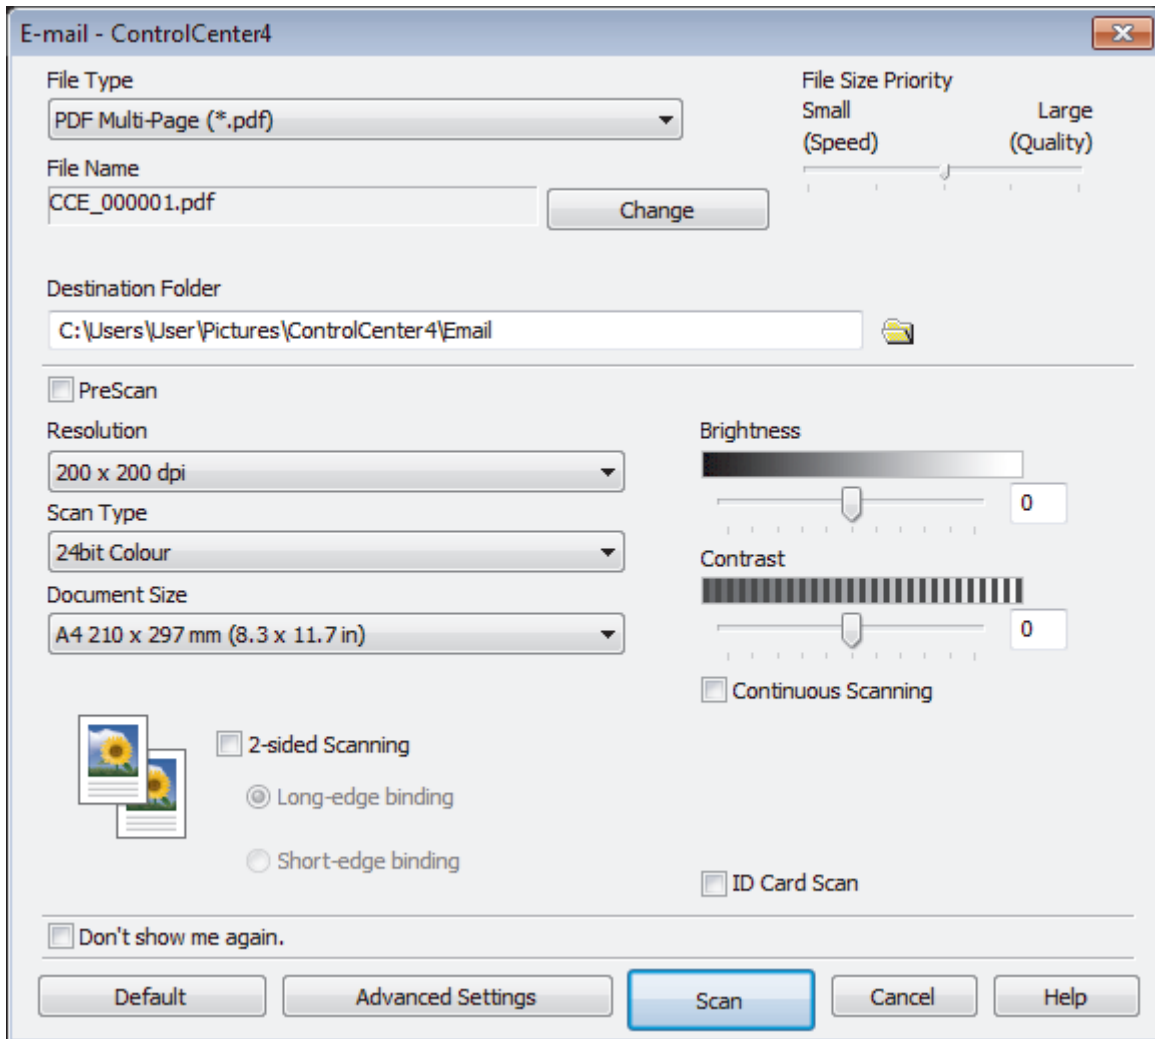 E-mail - ControlCenter4
File Type
PDF Multi-Page (*.pdf)
File Name
CCE_000001.pdf
Change
File Size Priority
Small Large
(Speed) (Quality)
Destination Folder
C:\Users\User\Pictures\ControlCenter4\Email
PreScan
Resolution
200 x 200 dpi
Scan Type
24bit Colour
Document Size
A4 210 x 297 mm (8.3 x 11.7 in)
Brightness
0
Contrast
0
Continuous Scanning
2-sided Scanning
Long-edge binding
Short-edge binding
ID Card Scan
Don't show me again.
Default Advanced Settings Scan Cancel Help